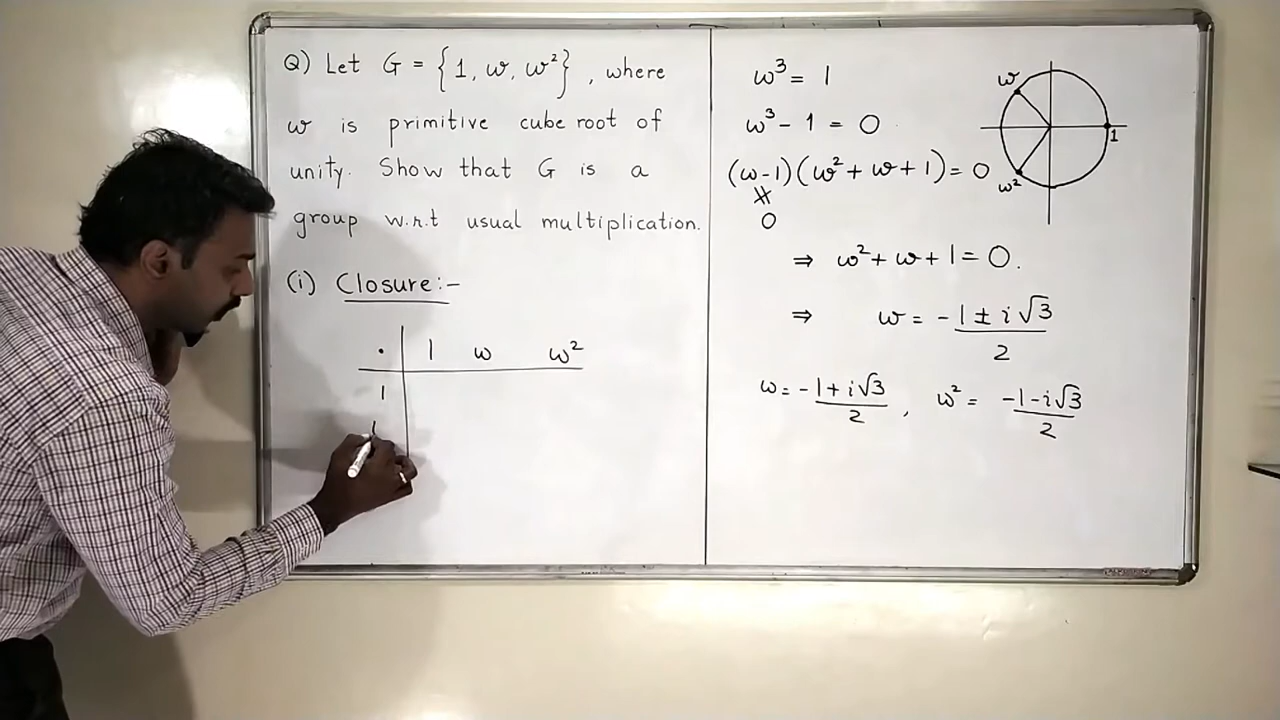 Q) Let G = {1, ω, ω²}, where
ω is primitive cube root of
unity. Show that G is a
group w.r.t usual multiplication.
(i) Closure:-
· | 1 ω ω²
1
ω³ = 1
ω³ - 1 = 0
(ω-1)(ω² + ω + 1) = 0
≠
0
⇒ ω² + ω + 1 = 0.
⇒ ω = (-1 ± i√3)/2
ω = (-1 + i√3)/2 , ω² = (-1 - i√3)/2
ω
1
ω²